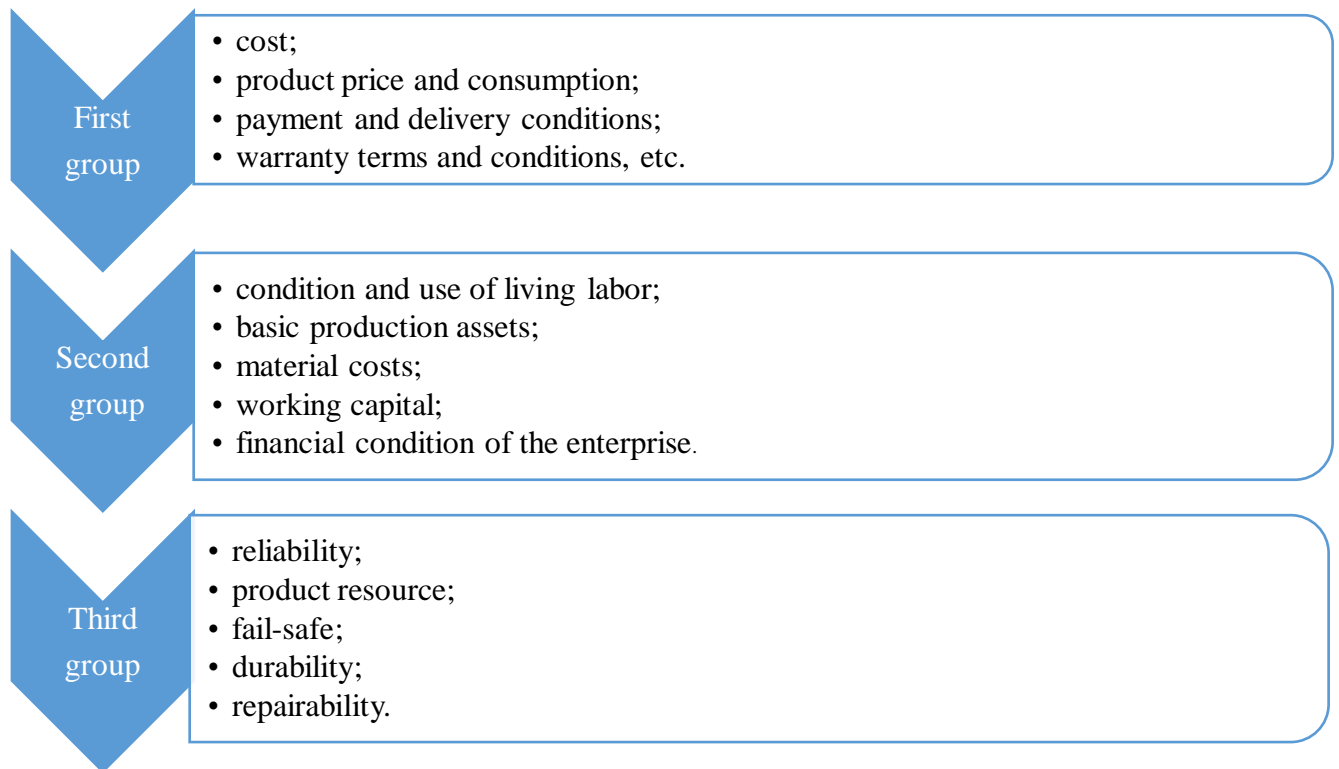 First
group
• cost;
• product price and consumption;
• payment and delivery conditions;
• warranty terms and conditions, etc.
Second
group
• condition and use of living labor;
• basic production assets;
• material costs;
• working capital;
• financial condition of the enterprise.
Third
group
• reliability;
• product resource;
• fail-safe;
• durability;
• repairability.